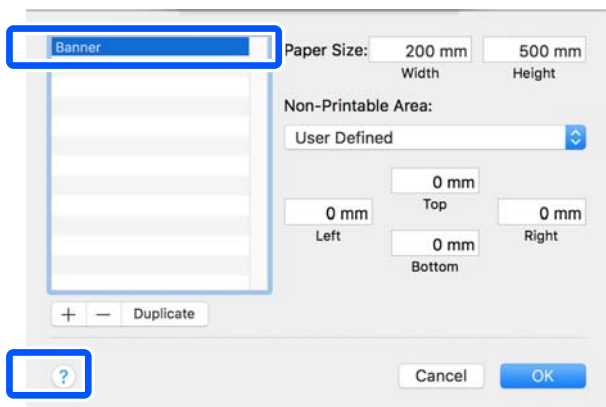 Banner
Paper Size: 200 mm 500 mm
Width Height
Non-Printable Area:
User Defined
0 mm
Top
0 mm 0 mm
Left Right
0 mm
Bottom
+ − Duplicate
? Cancel OK